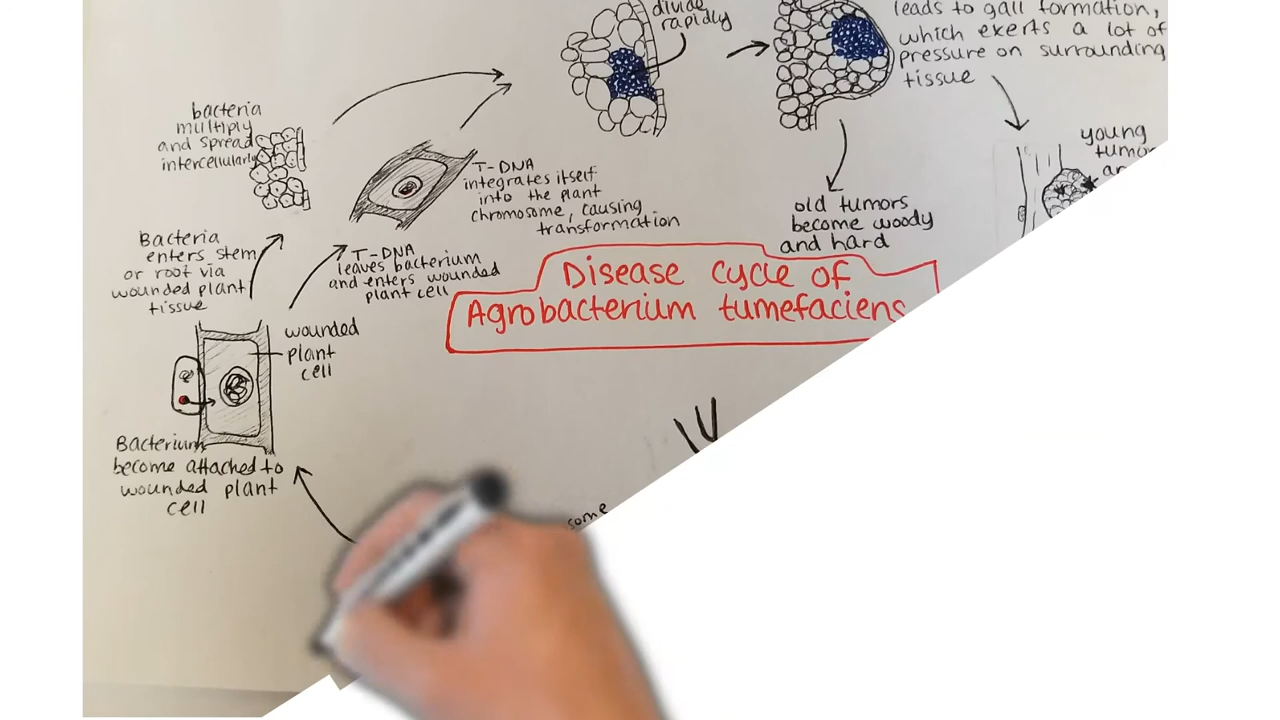 divide
rapidly
leads to gall formation,
which exerts a lot of
pressure on surrounding
tissue
young
bacteria
multiply
and spread
intercellularly
T-DNA
integrates itself
into the plant
chromosome, causing
transformation
old tumors
become woody
and hard
Bacteria
enters stem
or root via
wounded plant
tissue
T-DNA
leaves bacterium
and enters wounded
plant cell
Disease cycle of
Agrobacterium tumefaciens
wounded
plant
cell
Bacterium
become attached to
wounded plant
cell
some